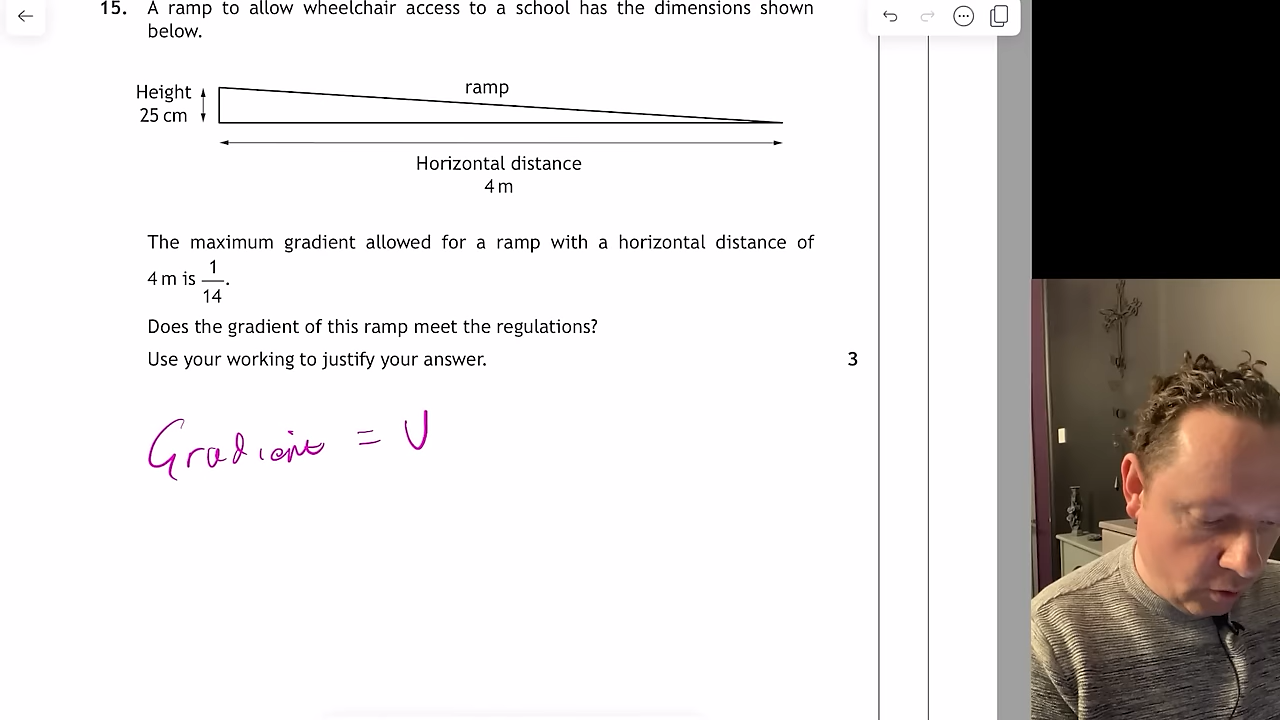 15. A ramp to allow wheelchair access to a school has the dimensions shown
below.
Height
25 cm
ramp
Horizontal distance
4 m
The maximum gradient allowed for a ramp with a horizontal distance of
4 m is 1/14.
Does the gradient of this ramp meet the regulations?
Use your working to justify your answer.
3
Gradient = V